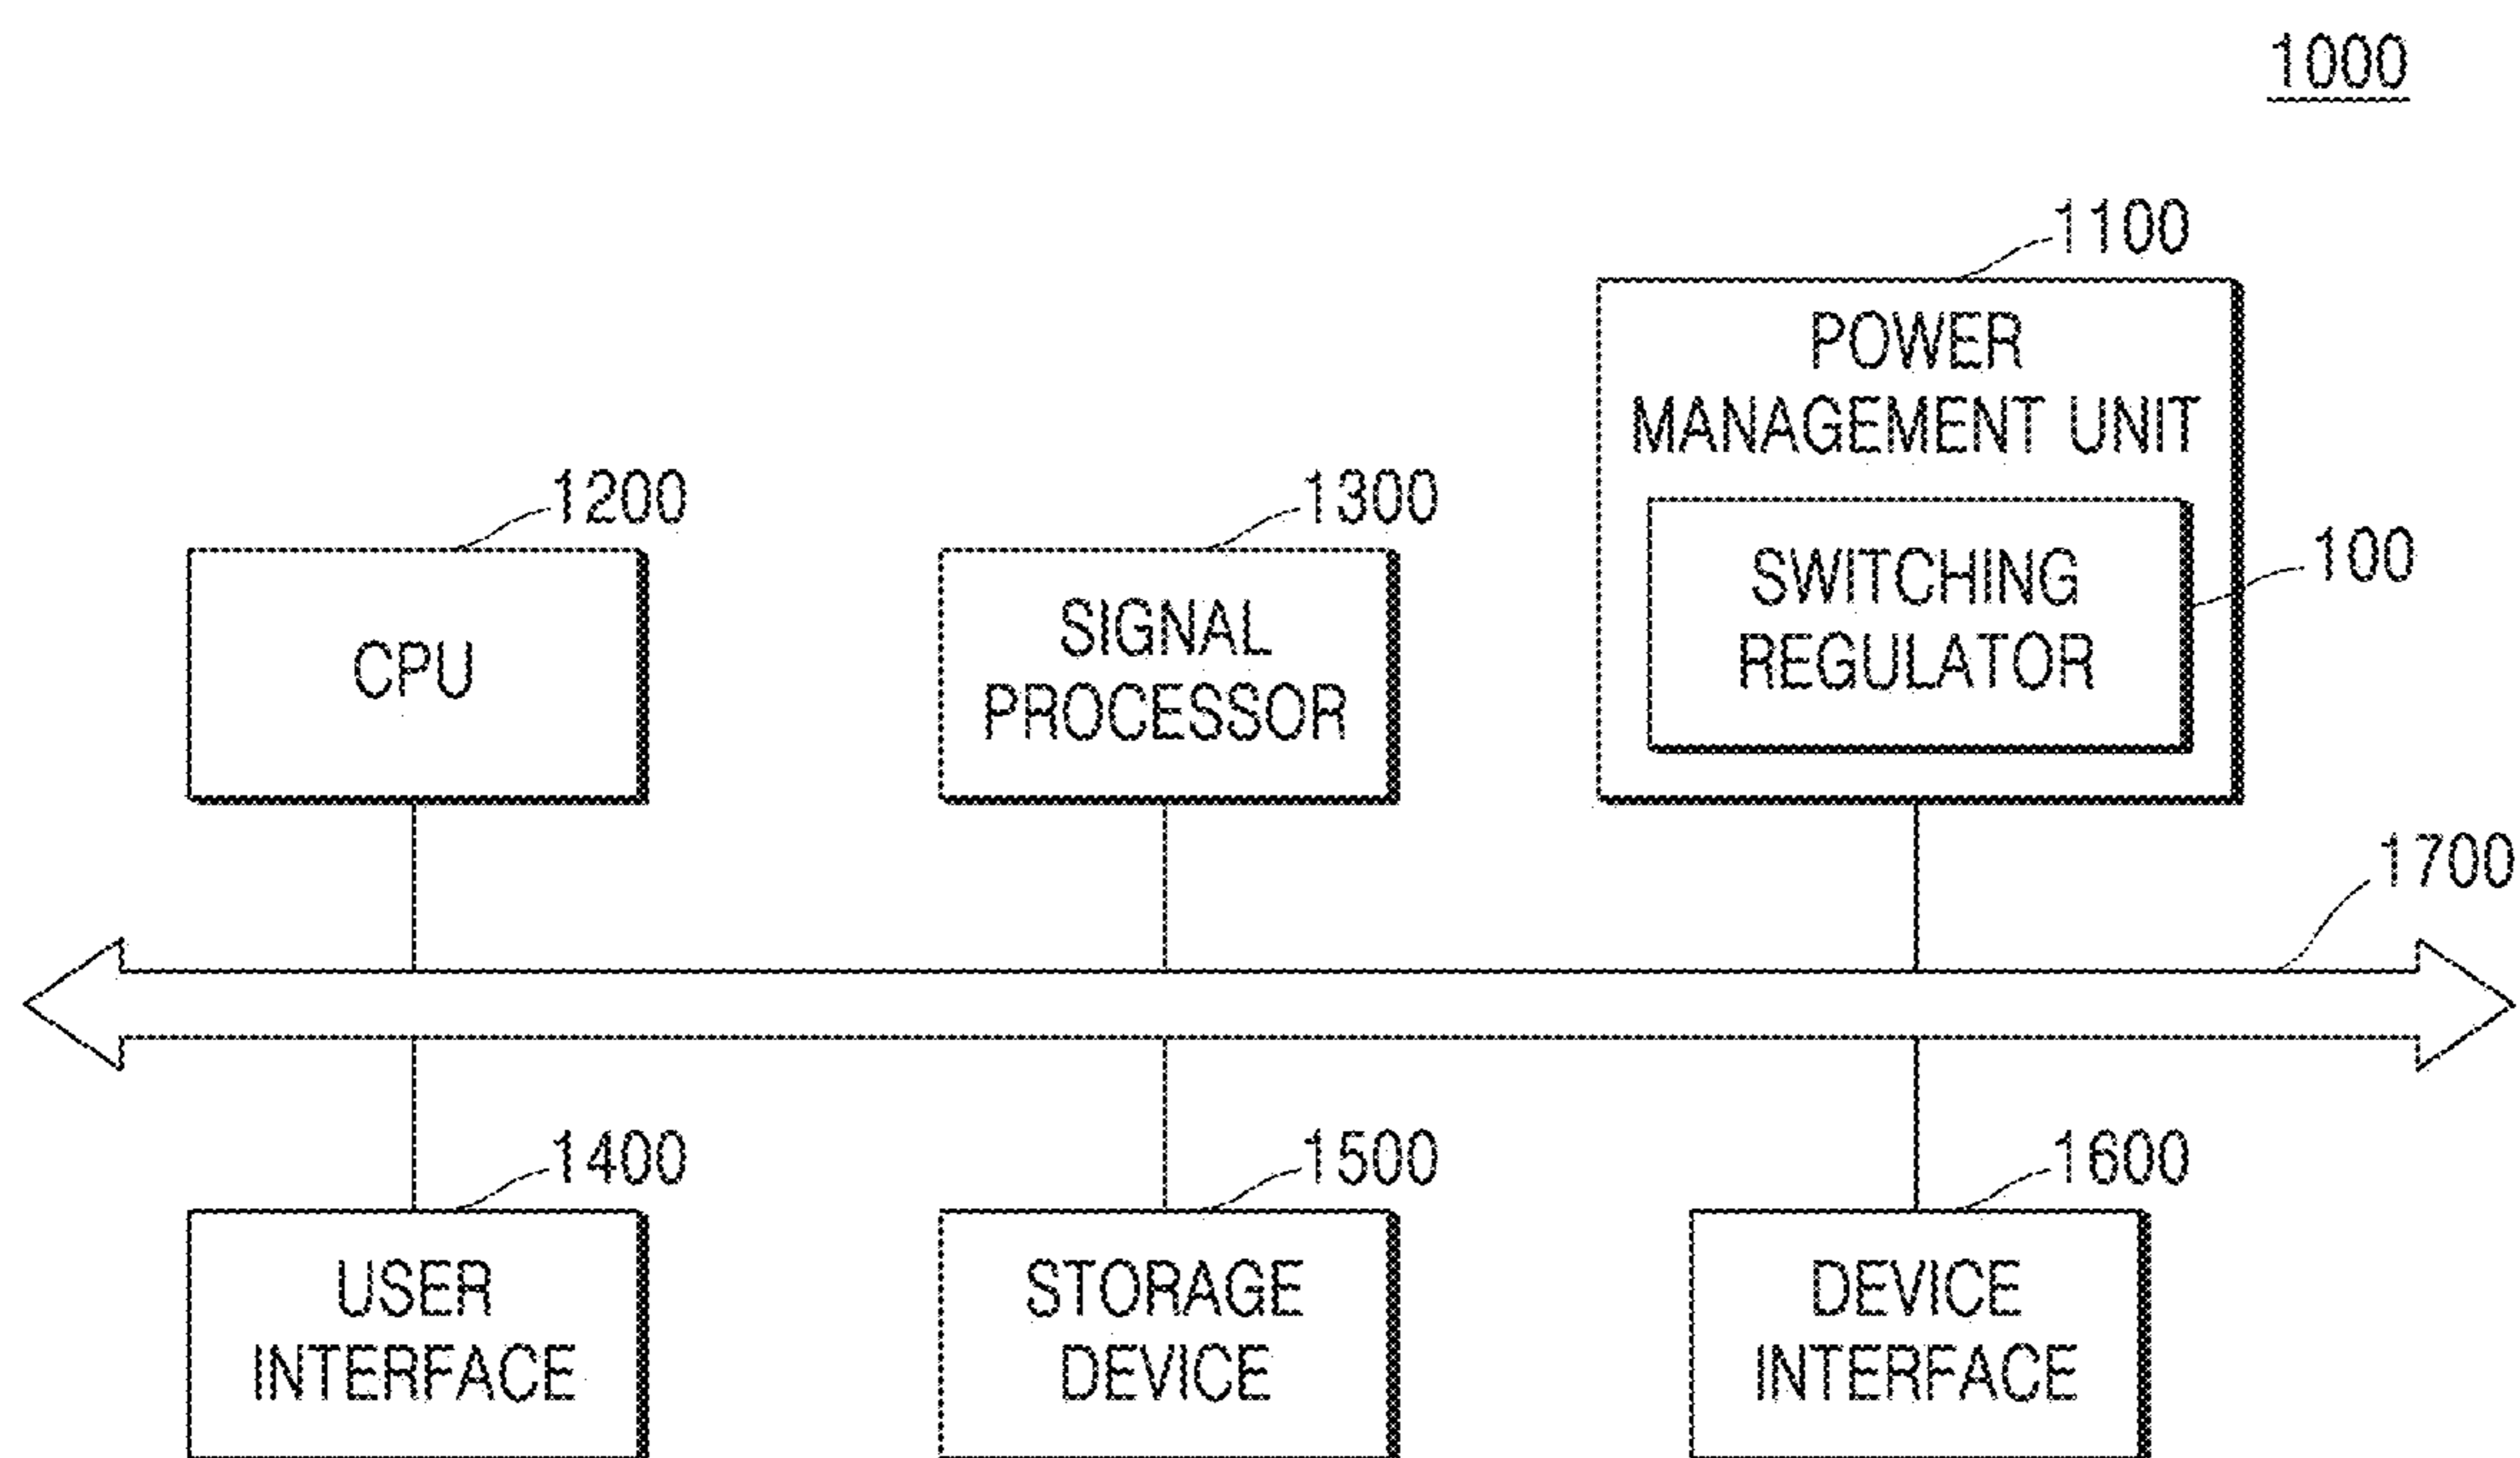 1000
1100
POWER
MANAGEMENT UNIT
1200
1300
100
CPU
SIGNAL
PROCESSOR
SWITCHING
REGULATOR
1700
1400
1500
1600
USER
INTERFACE
STORAGE
DEVICE
DEVICE
INTERFACE